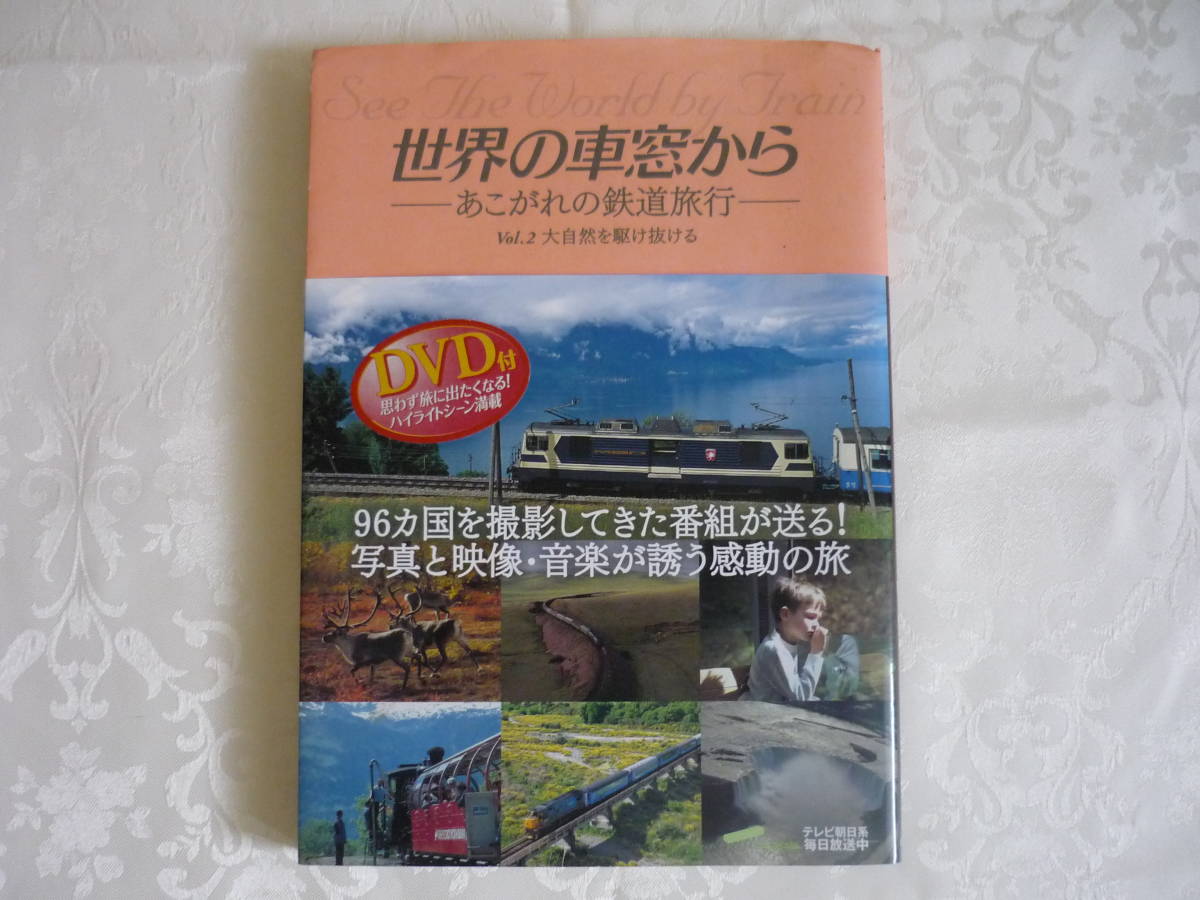 See The World by Train
世界の車窓から
あこがれの鉄道旅行
Vol.2 大自然を駆け抜ける
DVD付
思わず旅に出たくなる!
ハイライトシーン満載
96カ国を撮影してきた番組が送る!
写真と映像・音楽が誘う感動の旅
テレビ朝日系
毎日放送中